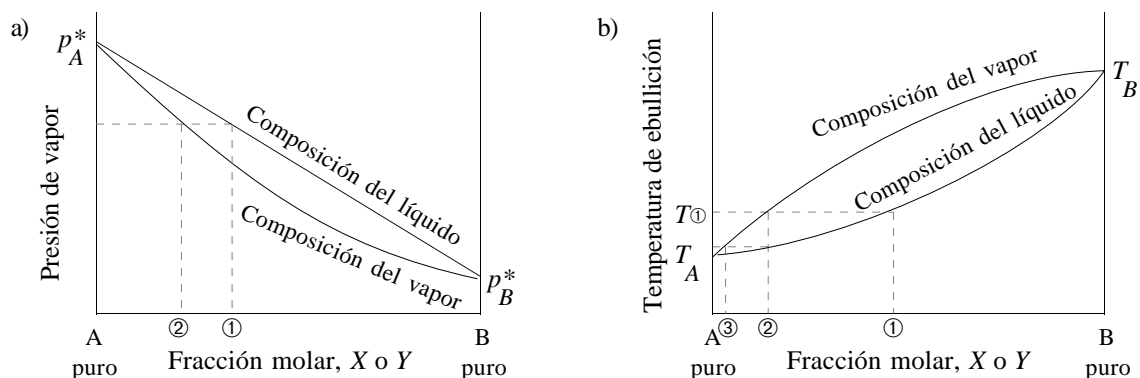 a)
p*A
Presión de vapor
Composición del líquido
Composición del vapor
p*B
②
①
A
puro
B
puro
Fracción molar, X o Y
b)
Temperatura de ebullición
Composición del vapor
Composición del líquido
TB
T①
TA
③
②
①
A
puro
B
puro
Fracción molar, X o Y